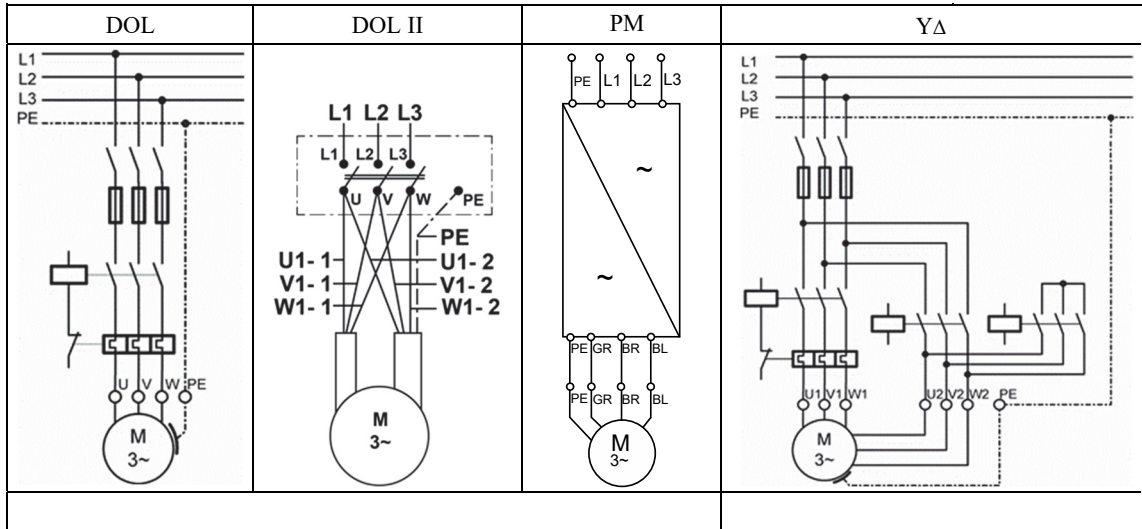 DOL
DOL II
PM
YΔ
L1
L2
L3
PE
U V W PE
M
3~
L1 L2 L3
L1 L2 L3
U V W PE
PE
U1- 1 U1- 2
V1- 1 V1- 2
W1- 1 W1- 2
M
3~
PE L1 L2 L3
~
~
PE GR BR BL
PE GR BR BL
M
3~
L1
L2
L3
PE
U1 V1 W1 U2 V2 W2 PE
M
3~